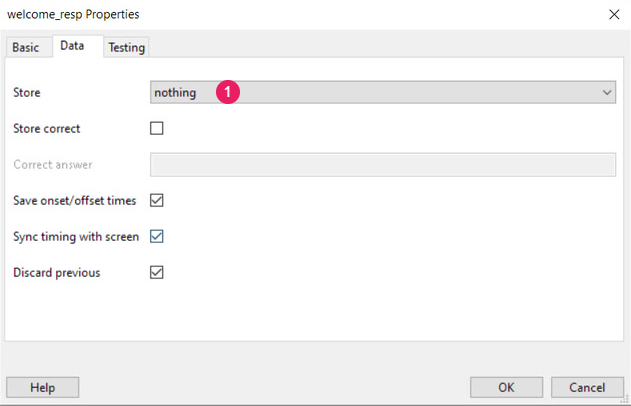 welcome_resp Properties
Basic Data Testing
Store nothing 1
Store correct
Correct answer
Save onset/offset times
Sync timing with screen
Discard previous
Help OK Cancel